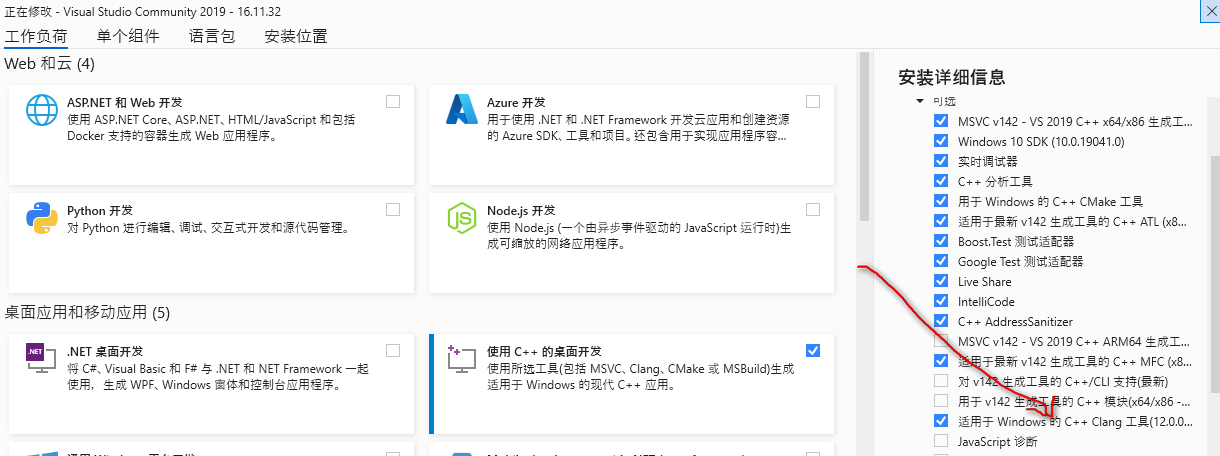 正在修改 - Visual Studio Community 2019 - 16.11.32
工作负荷 单个组件 语言包 安装位置
Web 和云 (4)
ASP.NET 和 Web 开发
使用 ASP.NET Core、ASP.NET、HTML/JavaScript 和包括
Docker 支持的容器生成 Web 应用程序。
Azure 开发
用于使用 .NET 和 .NET Framework 开发云应用和创建资源
的 Azure SDK、工具和项目。还包含用于实现应用程序容...
Python 开发
对 Python 进行编辑、调试、交互式开发和源代码管理。
Node.js 开发
使用 Node.js (一个由异步事件驱动的 JavaScript 运行时)生
成可缩放的网络应用程序。
桌面应用和移动应用 (5)
.NET
.NET 桌面开发
将 C#、Visual Basic 和 F# 与 .NET 和 NET Framework 一起
使用，生成 WPF、Windows 窗体和控制台应用程序。
使用 C++ 的桌面开发
使用所选工具(包括 MSVC、Clang、CMake 或 MSBuild)生成
适用于 Windows 的现代 C++ 应用。
安装详细信息
可选
MSVC v142 - VS 2019 C++ x64/x86 生成工...
Windows 10 SDK (10.0.19041.0)
实时调试器
C++ 分析工具
用于 Windows 的 C++ CMake 工具
适用于最新 v142 生成工具的 C++ ATL (x8...
Boost.Test 测试适配器
Google Test 测试适配器
Live Share
IntelliCode
C++ AddressSanitizer
MSVC v142 - VS 2019 C++ ARM64 生成工...
适用于最新 v142 生成工具的 C++ MFC (x8...
对 v142 生成工具的 C++/CLI 支持(最新)
用于 v142 生成工具的 C++ 模块(x64/x86 -...
适用于 Windows 的 C++ Clang 工具(12.0.0...
JavaScript 诊断